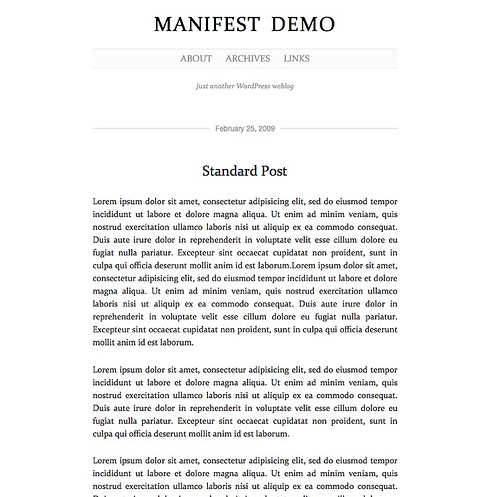 MANIFEST DEMO
ABOUT ARCHIVES LINKS
Just another WordPress weblog
February 25, 2009
Standard Post
Lorem ipsum dolor sit amet, consectetur adipisicing elit, sed do eiusmod tempor
incididunt ut labore et dolore magna aliqua. Ut enim ad minim veniam, quis
nostrud exercitation ullamco laboris nisi ut aliquip ex ea commodo consequat.
Duis aute irure dolor in reprehenderit in voluptate velit esse cillum dolore eu
fugiat nulla pariatur. Excepteur sint occaecat cupidatat non proident, sunt in
culpa qui officia deserunt mollit anim id est laborum.Lorem ipsum dolor sit amet,
consectetur adipisicing elit, sed do eiusmod tempor incididunt ut labore et dolore
magna aliqua. Ut enim ad minim veniam, quis nostrud exercitation ullamco
laboris nisi ut aliquip ex ea commodo consequat. Duis aute irure dolor in
reprehenderit in voluptate velit esse cillum dolore eu fugiat nulla pariatur.
Excepteur sint occaecat cupidatat non proident, sunt in culpa qui officia deserunt
mollit anim id est laborum.
Lorem ipsum dolor sit amet, consectetur adipisicing elit, sed do eiusmod tempor
incididunt ut labore et dolore magna aliqua. Ut enim ad minim veniam, quis
nostrud exercitation ullamco laboris nisi ut aliquip ex ea commodo consequat.
Duis aute irure dolor in reprehenderit in voluptate velit esse cillum dolore eu
fugiat nulla pariatur. Excepteur sint occaecat cupidatat non proident, sunt in
culpa qui officia deserunt mollit anim id est laborum.
Lorem ipsum dolor sit amet, consectetur adipisicing elit, sed do eiusmod tempor
incididunt ut labore et dolore magna aliqua. Ut enim ad minim veniam, quis
nostrud exercitation ullamco laboris nisi ut aliquip ex ea commodo consequat.